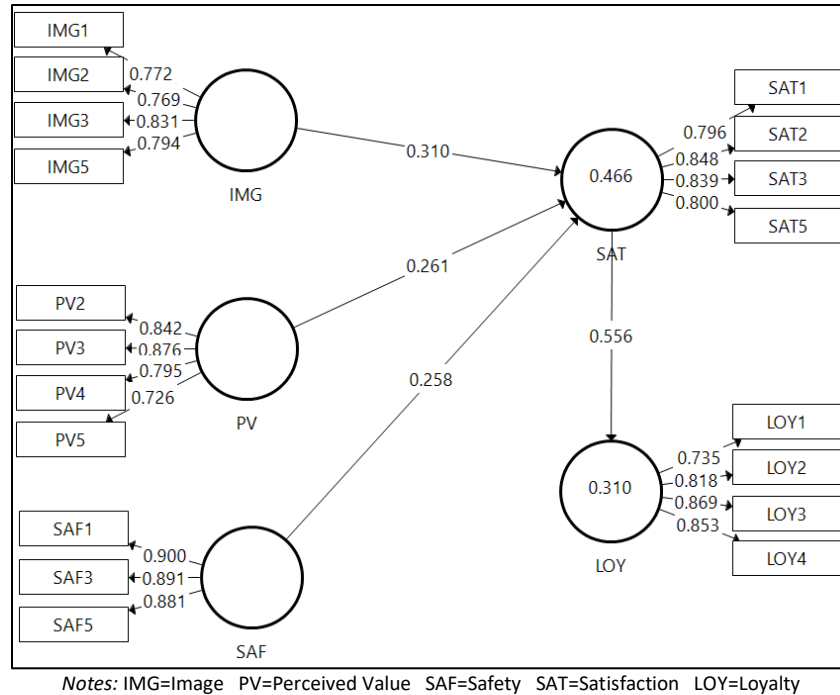 IMG1
IMG2
IMG3
IMG5
0.772
0.769
0.831
0.794
IMG
0.310
SAT1
SAT2
SAT3
SAT5
0.796
0.848
0.839
0.800
0.466
SAT
PV2
PV3
PV4
PV5
0.842
0.876
0.795
0.726
PV
0.261
0.258
0.556
SAF1
SAF3
SAF5
0.900
0.891
0.881
SAF
LOY1
LOY2
LOY3
LOY4
0.735
0.818
0.869
0.853
0.310
LOY
Notes: IMG=Image PV=Perceived Value SAF=Safety SAT=Satisfaction LOY=Loyalty